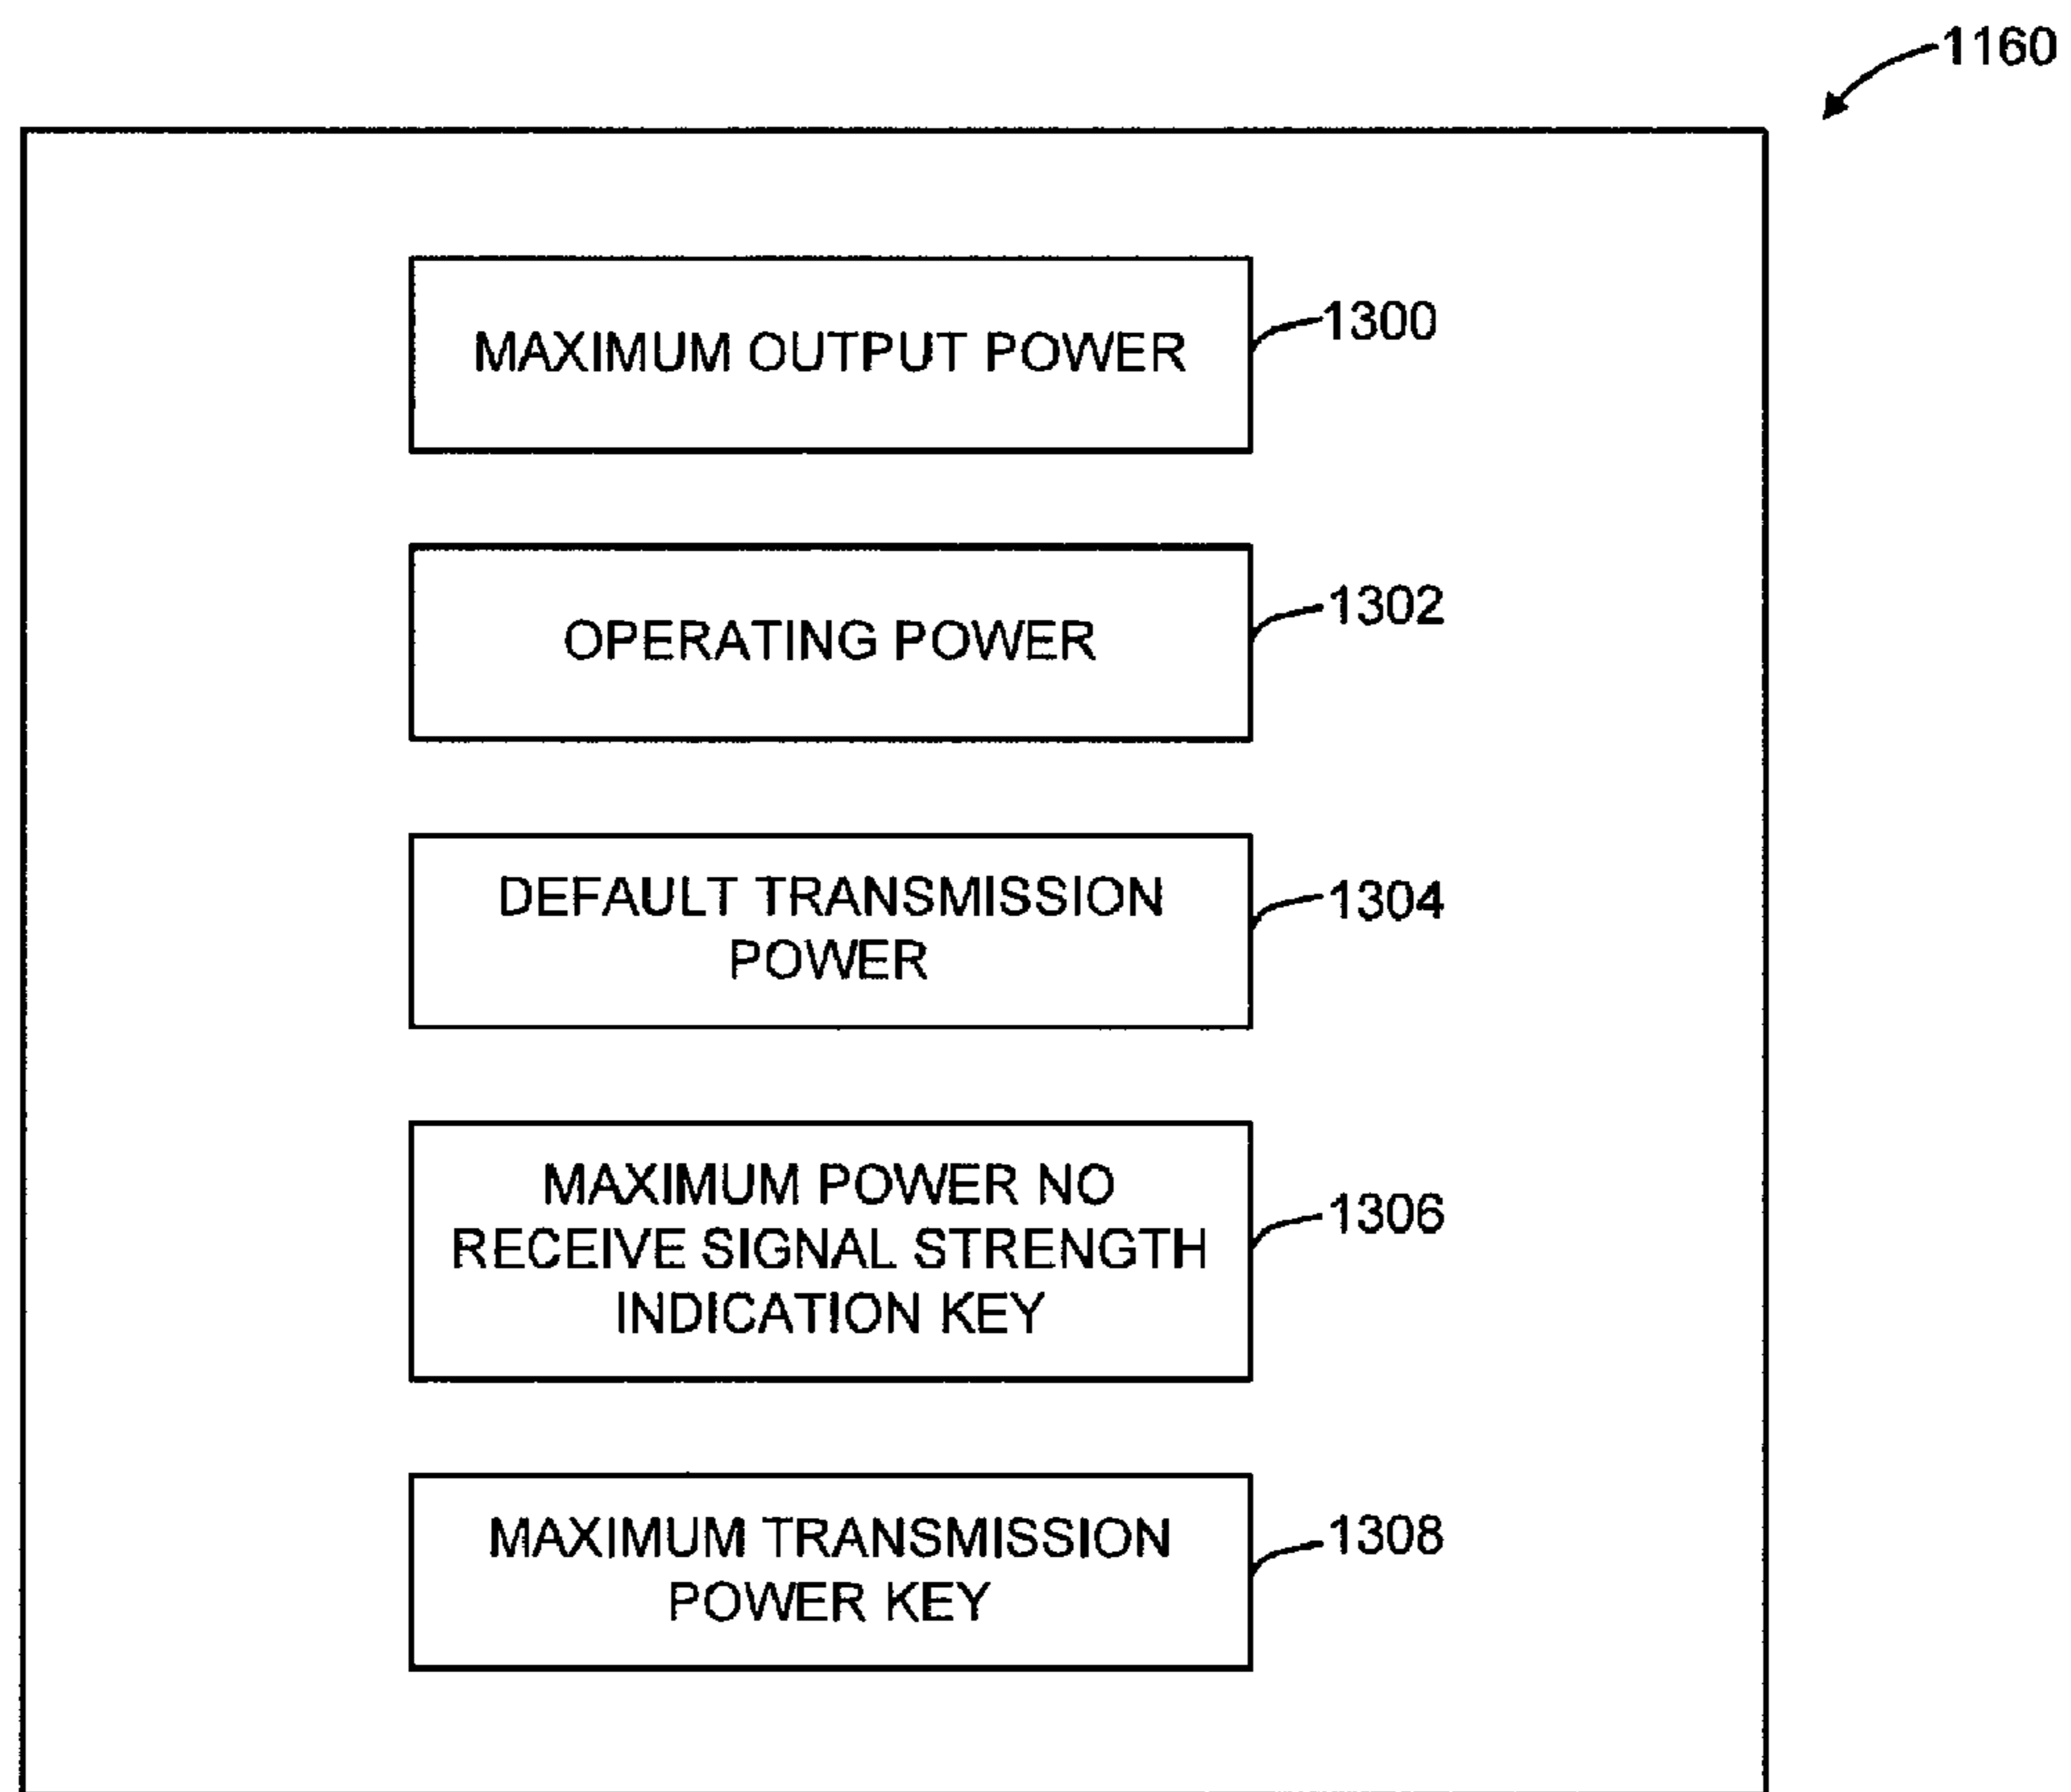 1160
MAXIMUM OUTPUT POWER
1300
OPERATING POWER
1302
DEFAULT TRANSMISSION
POWER
1304
MAXIMUM POWER NO
RECEIVE SIGNAL STRENGTH
INDICATION KEY
1306
MAXIMUM TRANSMISSION
POWER KEY
1308